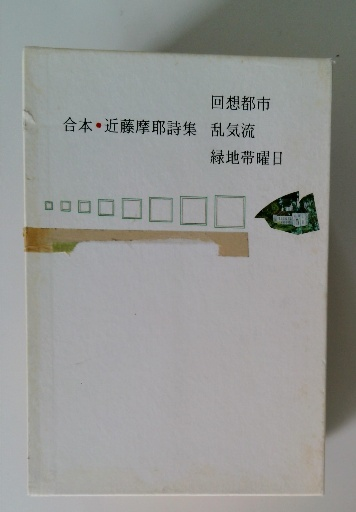 回想都市
合本・近藤摩耶詩集 乱気流
緑地帯曜日